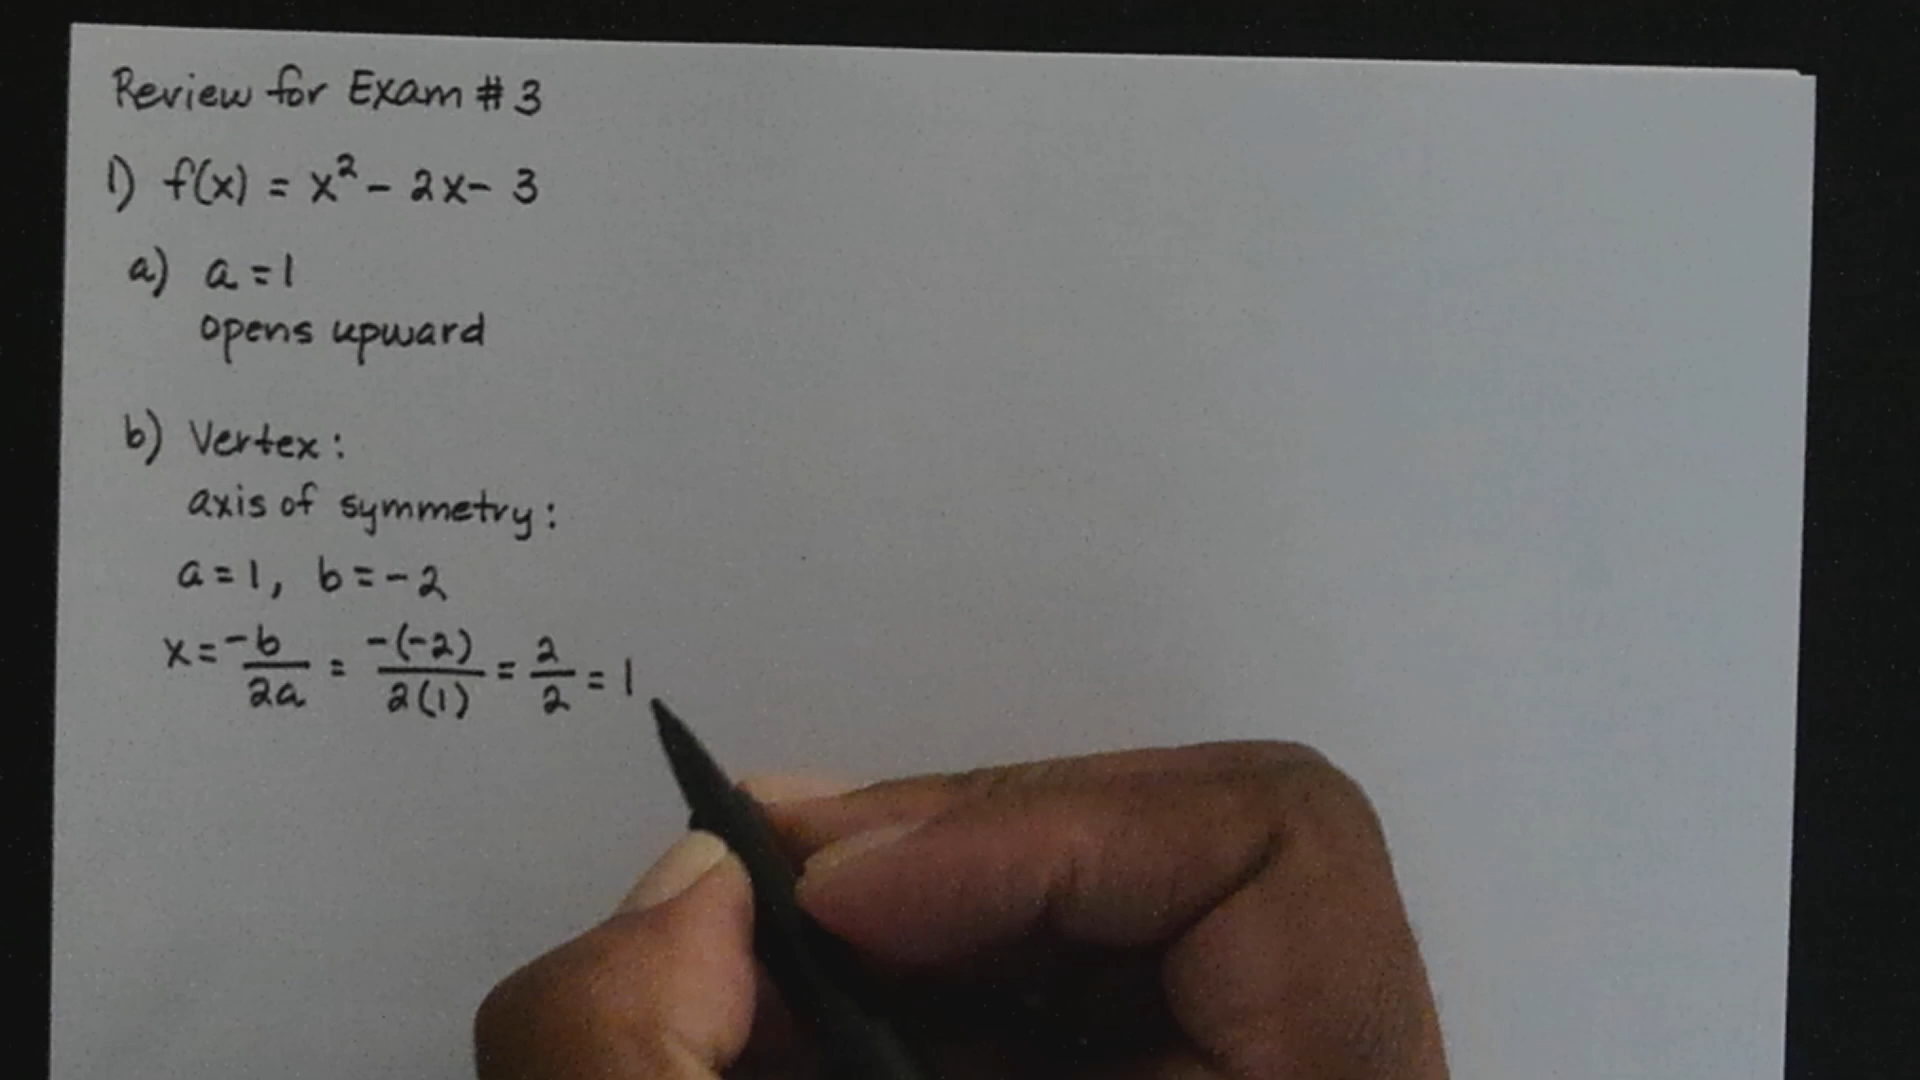 Review for Exam # 3
1) f(x) = x² - 2x - 3
a) a = 1
opens upward
b) Vertex:
axis of symmetry:
a = 1, b = -2
x = -b/2a = -(-2)/2(1) = 2/2 = 1